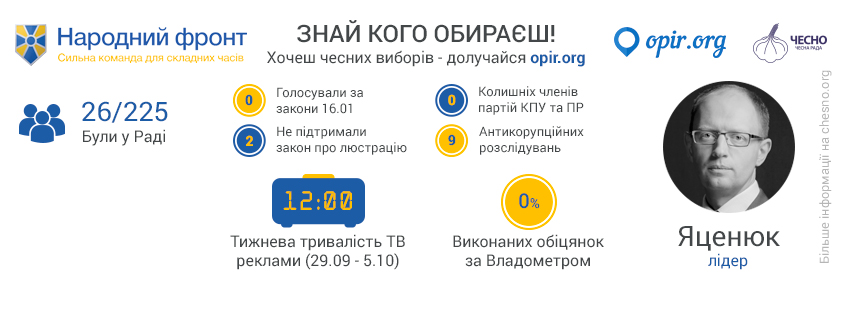 Народний фронт
Сильна команда для складних часів
ЗНАЙ КОГО ОБИРАЄШ!
Хочеш чесних виборів - долучайся opir.org
opir.org
ЧЕСНО
ЧЕСНА РАДА
26/225
Були у Раді
0
Голосували за
закони 16.01
2
Не підтримали
закон про люстрацію
0
Колишніх членів
партій КПУ та ПР
9
Антикорупційних
розслідувань
12:00
Тижнева тривалість ТВ
реклами (29.09 - 5.10)
0%
Виконаних обіцянок
за Владометром
Яценюк
лідер
Більше інформації на chesno.org